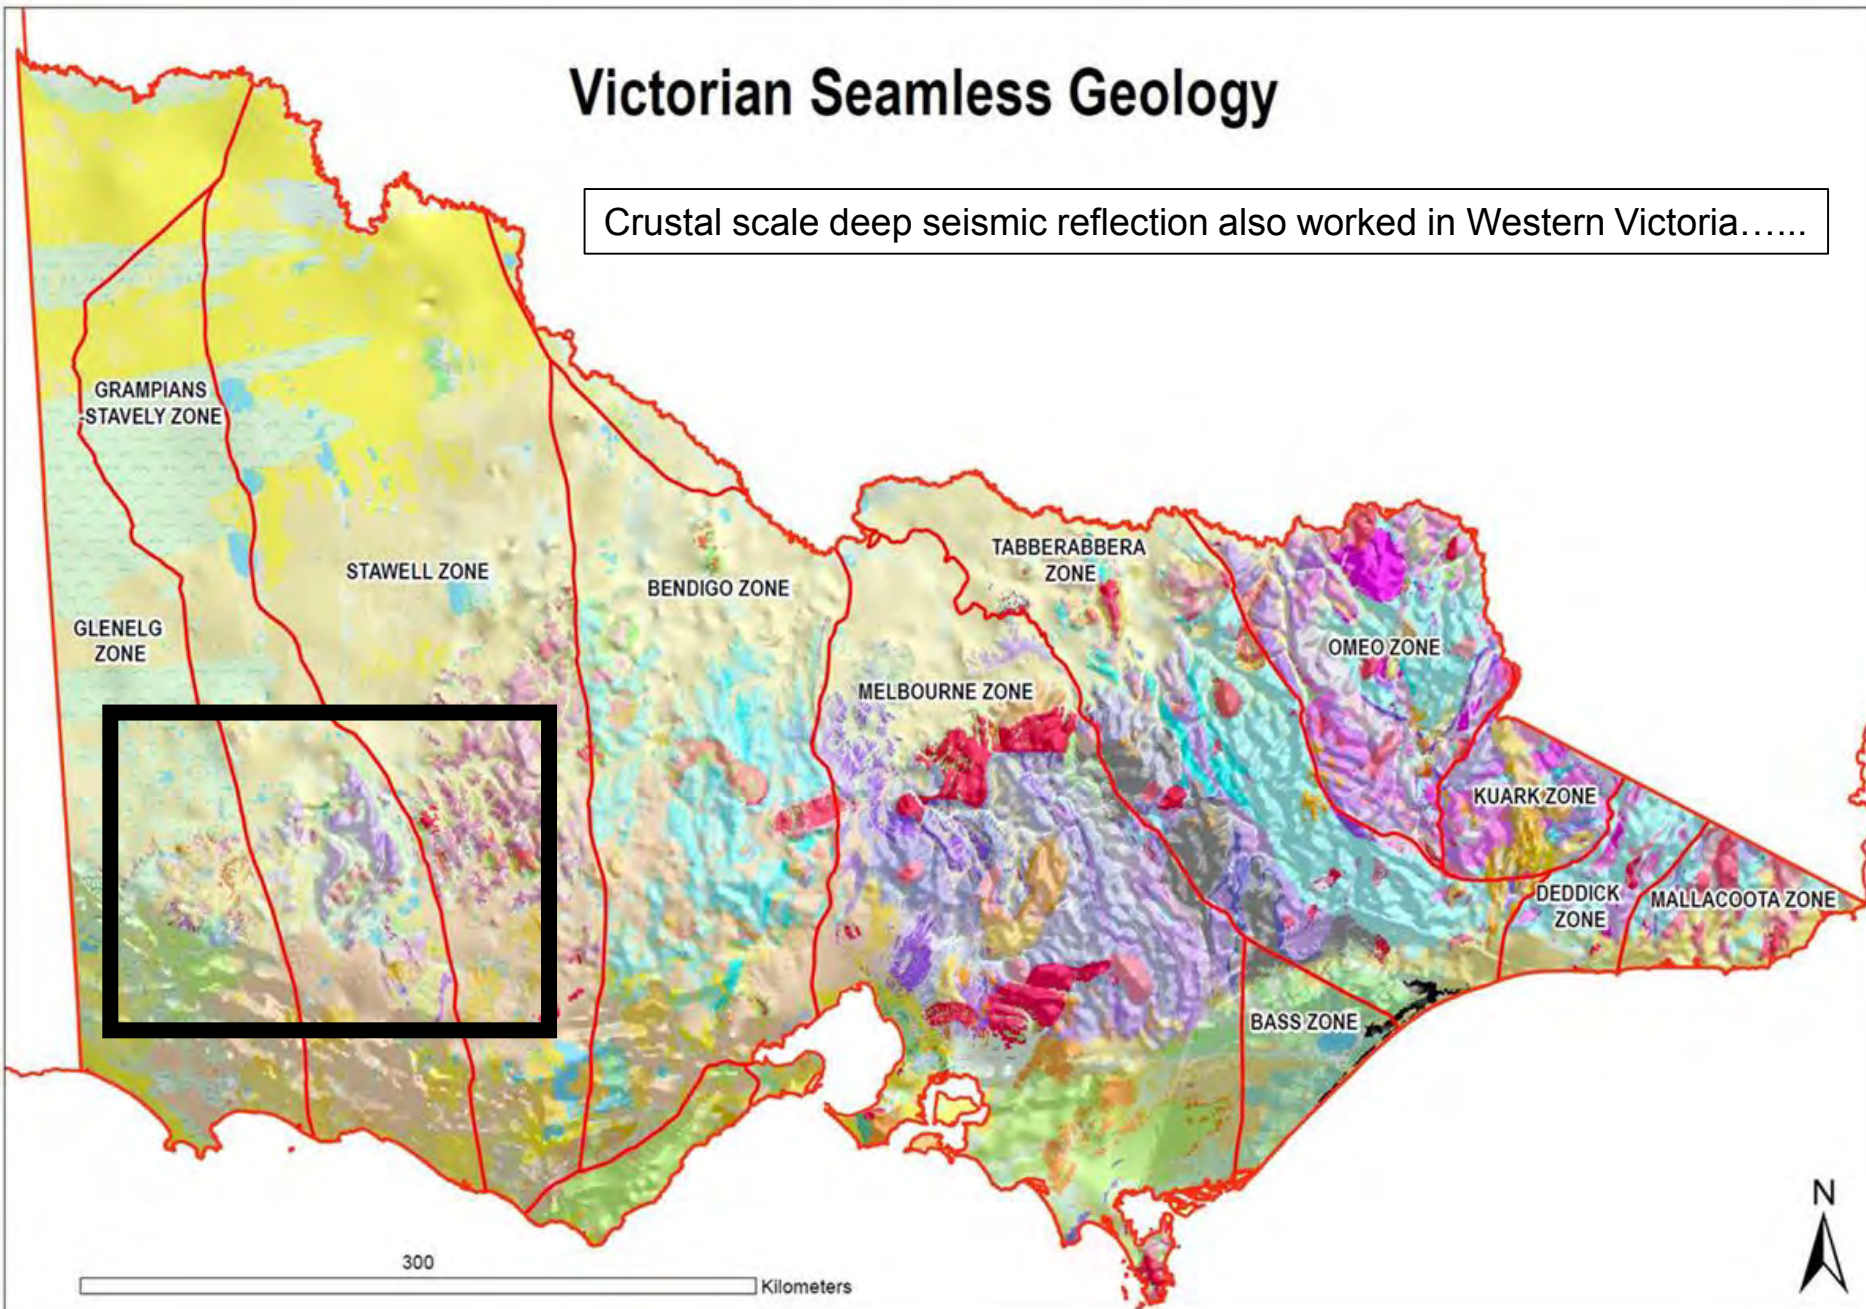 Victorian Seamless Geology
Crustal scale deep seismic reflection also worked in Western Victoria…...
GRAMPIANS
-STAVELY ZONE
STAWELL ZONE
BENDIGO ZONE
TABBERABBERA
ZONE
OMEO ZONE
GLENELG
ZONE
MELBOURNE ZONE
KUARK ZONE
DEDDICK
ZONE
MALLACOOTA ZONE
BASS ZONE
N
300
Kilometers